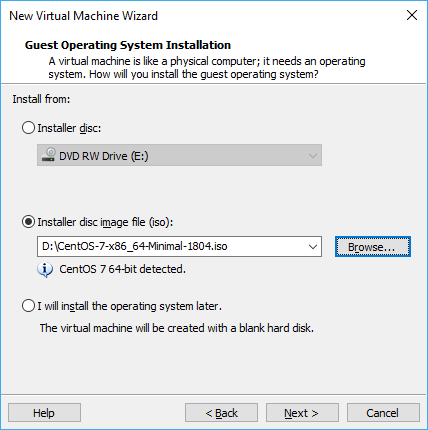 New Virtual Machine Wizard
Guest Operating System Installation
A virtual machine is like a physical computer; it needs an operating
system. How will you install the guest operating system?
Install from:
Installer disc:
DVD RW Drive (E:)
Installer disc image file (iso):
D:\CentOS-7-x86_64-Minimal-1804.iso
Browse...
CentOS 7 64-bit detected.
I will install the operating system later.
The virtual machine will be created with a blank hard disk.
Help
< Back
Next >
Cancel